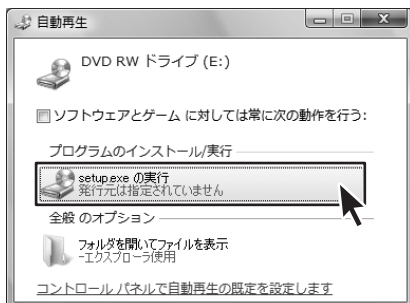 自動再生
DVD RW ドライブ (E:)
ソフトウェアとゲーム に対しては常に次の動作を行う:
プログラムのインストール/実行
setup.exe の実行
発行元は指定されていません
全般 のオプション
フォルダを開いてファイルを表示
-エクスプローラ使用
コントロール パネルで自動再生の既定を設定します